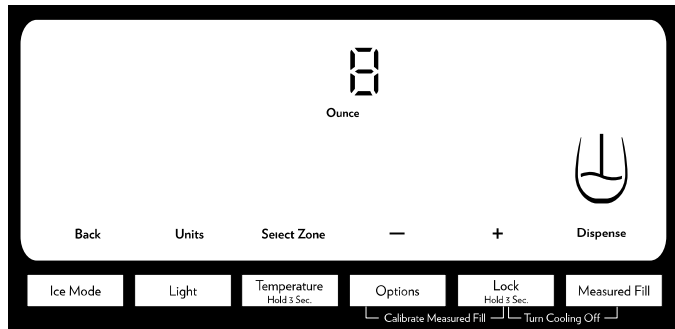 8
Ounce
Back Units Select Zone — + Dispense
Ice Mode Light Temperature Options Lock Measured Fill
Hold 3 Sec. Hold 3 Sec.
Calibrate Measured Fill Turn Cooling Off